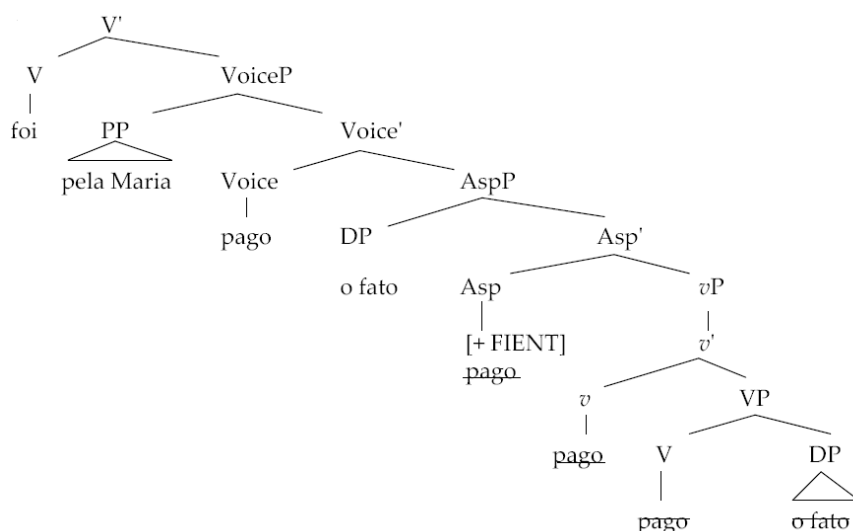 V'
V VoiceP
foi PP Voice'
pela Maria Voice AspP
pago DP Asp'
o fato Asp vP
[+ FIENT] v'
pago
v VP
pago V DP
pago o fato